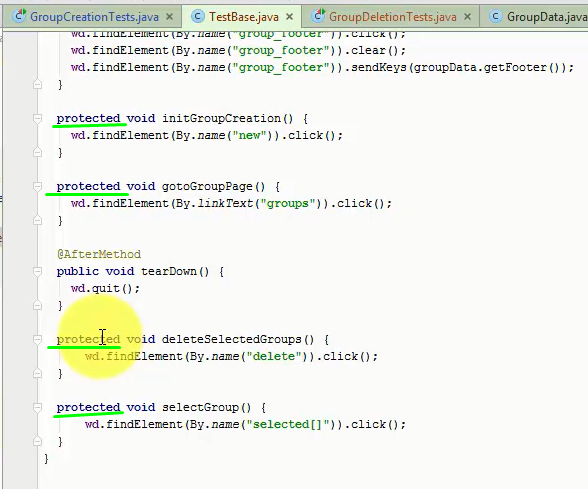 GroupCreationTests.java × TestBase.java × GroupDeletionTests.java × GroupData.java
wd.findElement(By.name("group_footer")).click();
wd.findElement(By.name("group_footer")).clear();
wd.findElement(By.name("group_footer")).sendKeys(groupData.getFooter());
}
protected void initGroupCreation() {
wd.findElement(By.name("new")).click();
}
protected void gotoGroupPage() {
wd.findElement(By.linkText("groups")).click();
}
@AfterMethod
public void tearDown() {
wd.quit();
}
protected void deleteSelectedGroups() {
wd.findElement(By.name("delete")).click();
}
protected void selectGroup() {
wd.findElement(By.name("selected[]")).click();
}
}